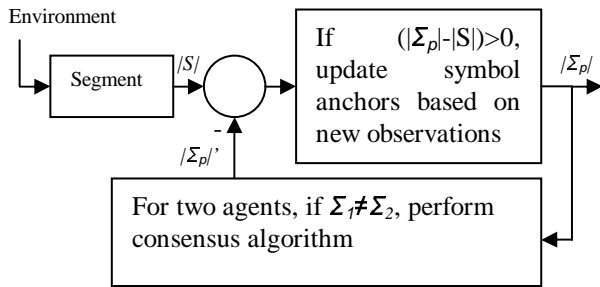 Environment
Segment
|S|
-
|Σp|'
If (|Σp|-|S|)>0,
update symbol
anchors based on
new observations
|Σp|
For two agents, if Σ1≠Σ2, perform
consensus algorithm